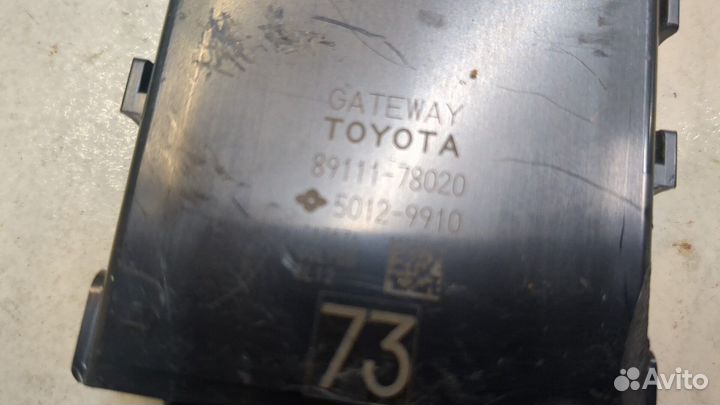 GATEWAY
TOYOTA
89111-78020
5012-9910
73
Avito